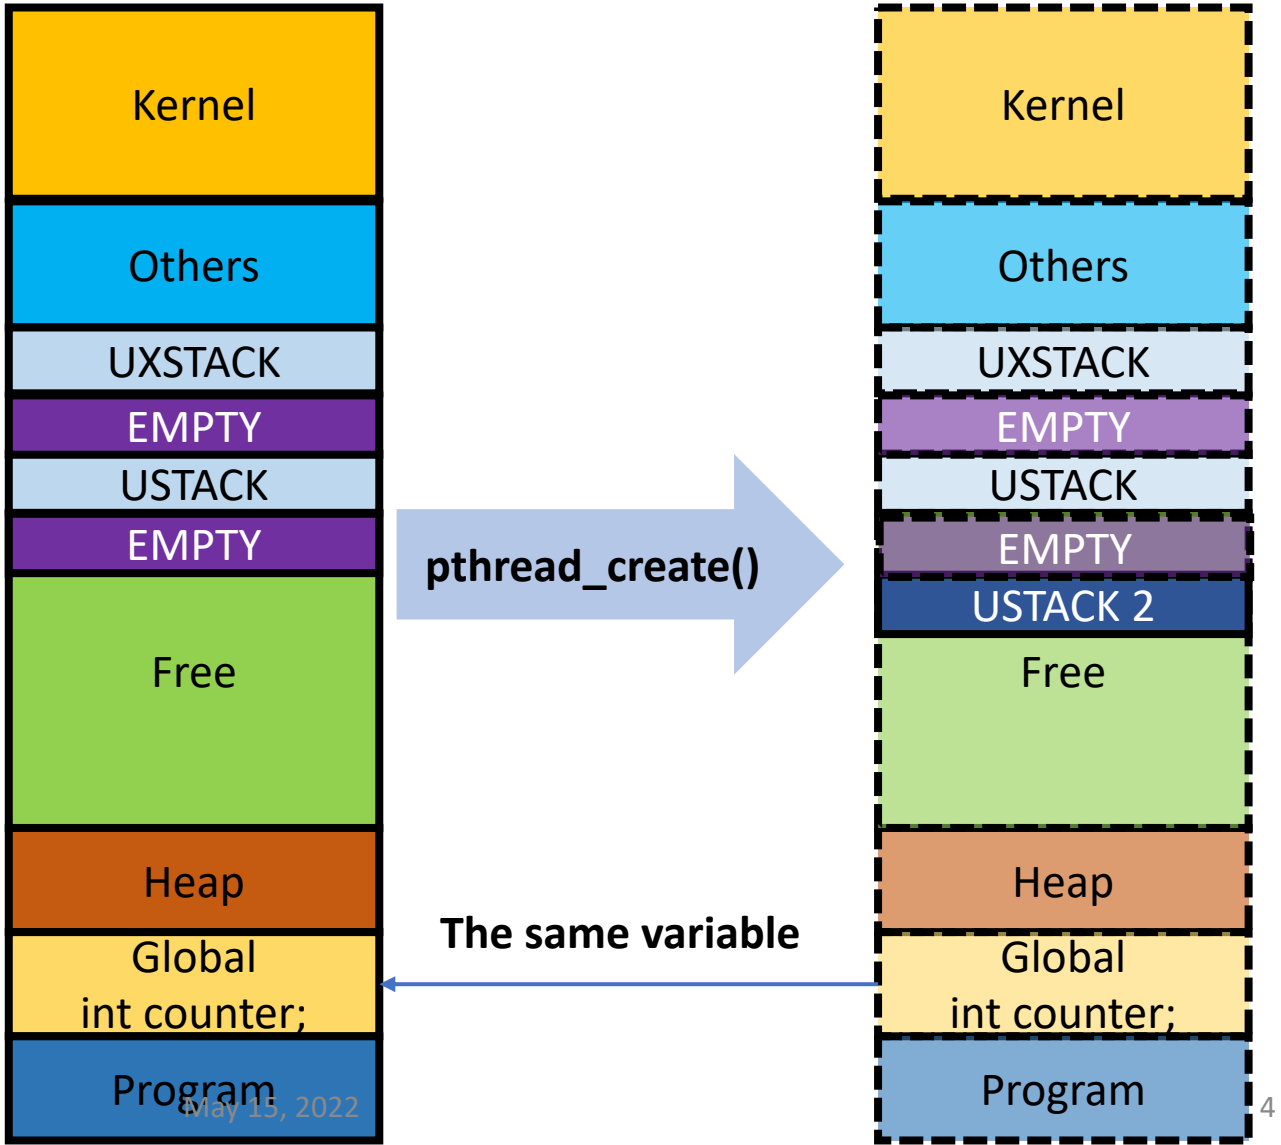 Kernel
Others
UXSTACK
EMPTY
USTACK
EMPTY
Free
Heap
Global
int counter;
Program
May 15, 2022
pthread_create()
The same variable
Kernel
Others
UXSTACK
EMPTY
USTACK
EMPTY
USTACK 2
Free
Heap
Global
int counter;
Program
4